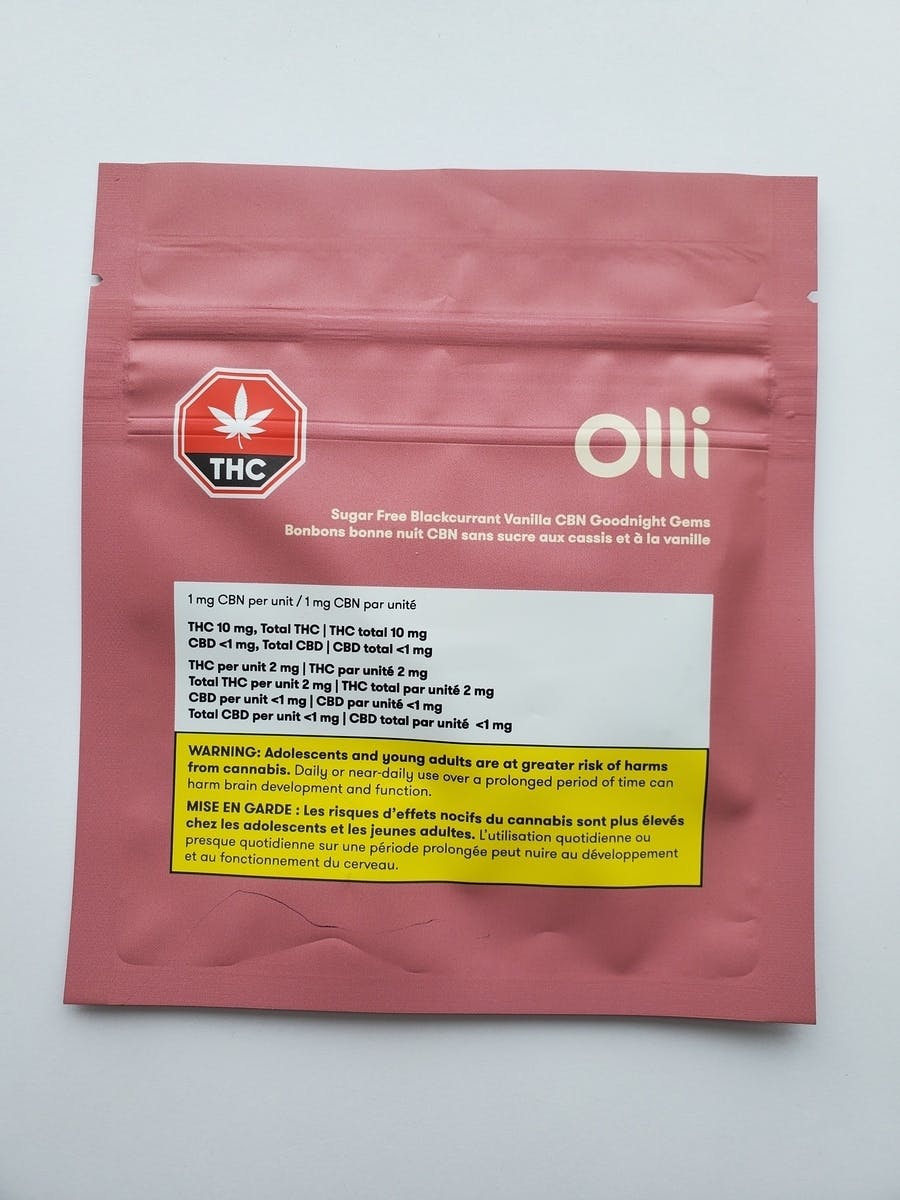 THC
Olli
Sugar Free Blackcurrant Vanilla CBN Goodnight Gems
Bonbons bonne nuit CBN sans sucre aux cassis et à la vanille
1 mg CBN per unit / 1 mg CBN par unité
THC 10 mg, Total THC | THC total 10 mg
CBD <1 mg, Total CBD | CBD total <1 mg
THC per unit 2 mg | THC par unité 2 mg
Total THC per unit 2 mg | THC total par unité 2 mg
CBD per unit <1 mg | CBD par unité <1 mg
Total CBD per unit <1 mg | CBD total par unité <1 mg
WARNING: Adolescents and young adults are at greater risk of harms
from cannabis. Daily or near-daily use over a prolonged period of time can
harm brain development and function.
MISE EN GARDE : Les risques d'effets nocifs du cannabis sont plus élevés
chez les adolescents et les jeunes adultes. L'utilisation quotidienne ou
presque quotidienne sur une période prolongée peut nuire au développement
et au fonctionnement du cerveau.